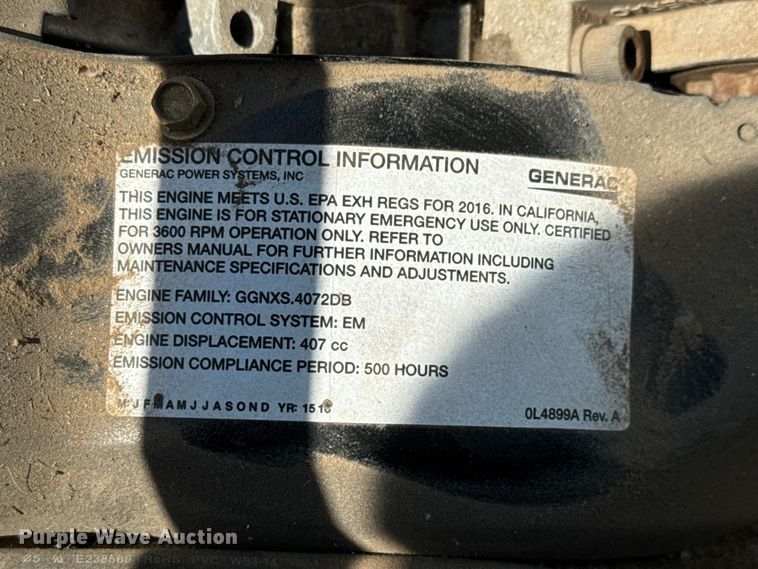 EMISSION CONTROL INFORMATION
GENERAC POWER SYSTEMS, INC
GENERAC
THIS ENGINE MEETS U.S. EPA EXH REGS FOR 2016. IN CALIFORNIA,
THIS ENGINE IS FOR STATIONARY EMERGENCY USE ONLY. CERTIFIED
FOR 3600 RPM OPERATION ONLY. REFER TO
OWNERS MANUAL FOR FURTHER INFORMATION INCLUDING
MAINTENANCE SPECIFICATIONS AND ADJUSTMENTS.
ENGINE FAMILY: GGNXS.4072DB
EMISSION CONTROL SYSTEM: EM
ENGINE DISPLACEMENT: 407 cc
EMISSION COMPLIANCE PERIOD: 500 HOURS
M: J F M A M J J A S O N D YR: 15 16
0L4899A Rev. A
Purple Wave Auction